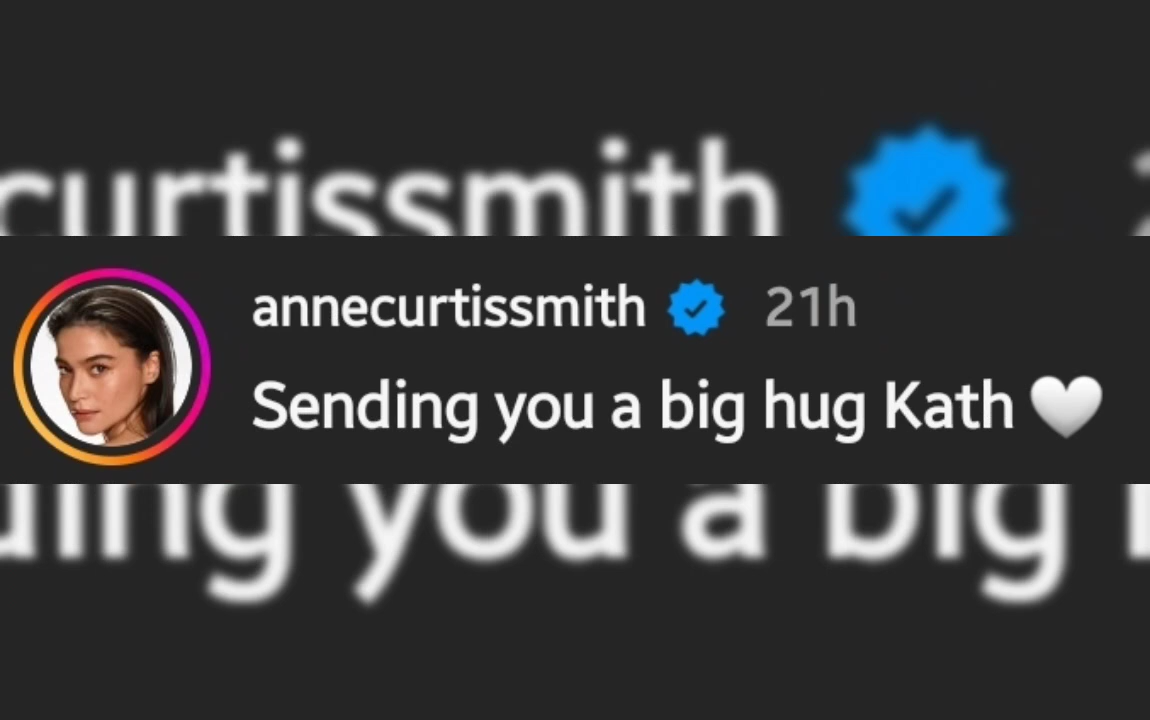 curtissmith
annecurtissmith 21h
Sending you a big hug Kath 🤍
you a big